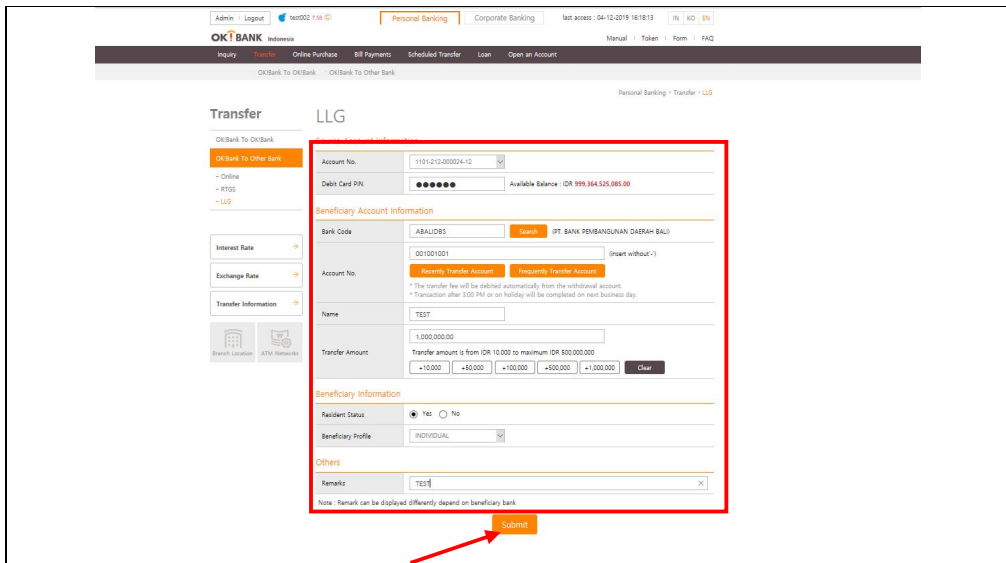 Admin | Logout test002 7:58 Personal Banking Corporate Banking last access : 04-12-2019 16:18:13 IN KO EN
OK!BANK Indonesia Manual | Token | Form | FAQ
Inquiry Transfer Online Purchase Bill Payments Scheduled Transfer Loan Open an Account
OK!Bank To OK!Bank OK!Bank To Other Bank
Personal Banking > Transfer > LLG
Transfer
LLG
OK!Bank To OK!Bank
OK!Bank To Other Bank
- Online
- RTGS
- LLG
Interest Rate
Exchange Rate
Transfer Information
Branch Location ATM Networks
Source Account Information
Account No. 1101-212-000024-12
Debit Card PIN ●●●●●● Available Balance : IDR 999,364,525,085.00
Beneficiary Account Information
Bank Code ABALIDBS Search (PT. BANK PEMBANGUNAN DAERAH BALI)
Account No. 001001001 (insert without'-')
Recently Transfer Account Frequently Transfer Account
* The transfer fee will be debited automatically from the withdrawal account.
* Transaction after 3:00 PM or on holiday will be completed on next business day.
Name TEST
Transfer Amount 1,000,000.00
Transfer amount is from IDR 10,000 to maximum IDR 500,000,000
+10,000 +50,000 +100,000 +500,000 +1,000,000 Clear
Beneficiary Information
Resident Status Yes No
Beneficiary Profile INDIVIDUAL
Others
Remarks TEST
Note : Remark can be displayed differently depend on beneficiary bank
Submit